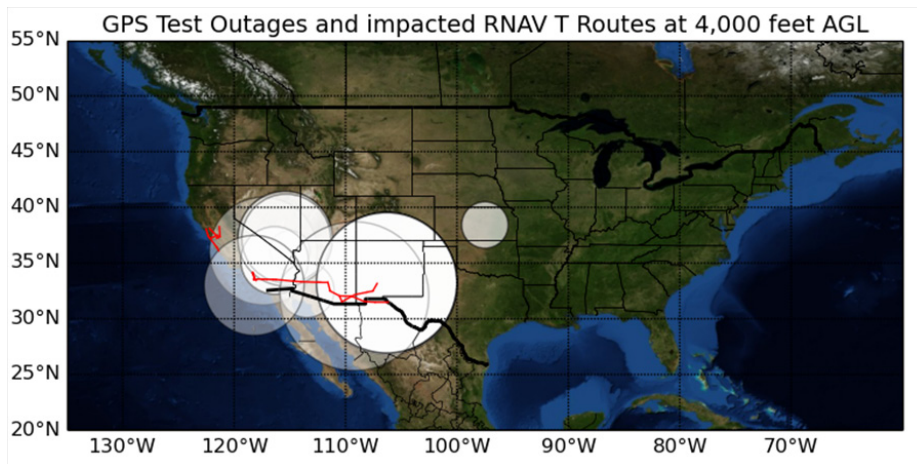 GPS Test Outages and impacted RNAV T Routes at 4,000 feet AGL
55°N
50°N
45°N
40°N
35°N
30°N
25°N
20°N
130°W 120°W 110°W 100°W 90°W 80°W 70°W